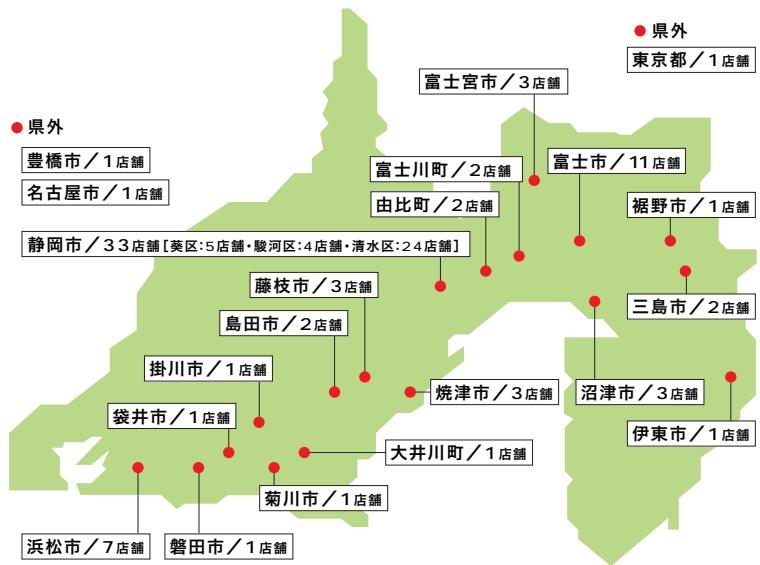 県外
東京都／1店舗
富士宮市／3店舗
県外
豊橋市／1店舗
名古屋市／1店舗
富士川町／2店舗
富士市／11店舗
由比町／2店舗
裾野市／1店舗
静岡市／33店舗［葵区：5店舗・駿河区：4店舗・清水区：24店舗］
藤枝市／3店舗
三島市／2店舗
島田市／2店舗
掛川市／1店舗
焼津市／3店舗
沼津市／3店舗
袋井市／1店舗
伊東市／1店舗
大井川町／1店舗
菊川市／1店舗
浜松市／7店舗
磐田市／1店舗